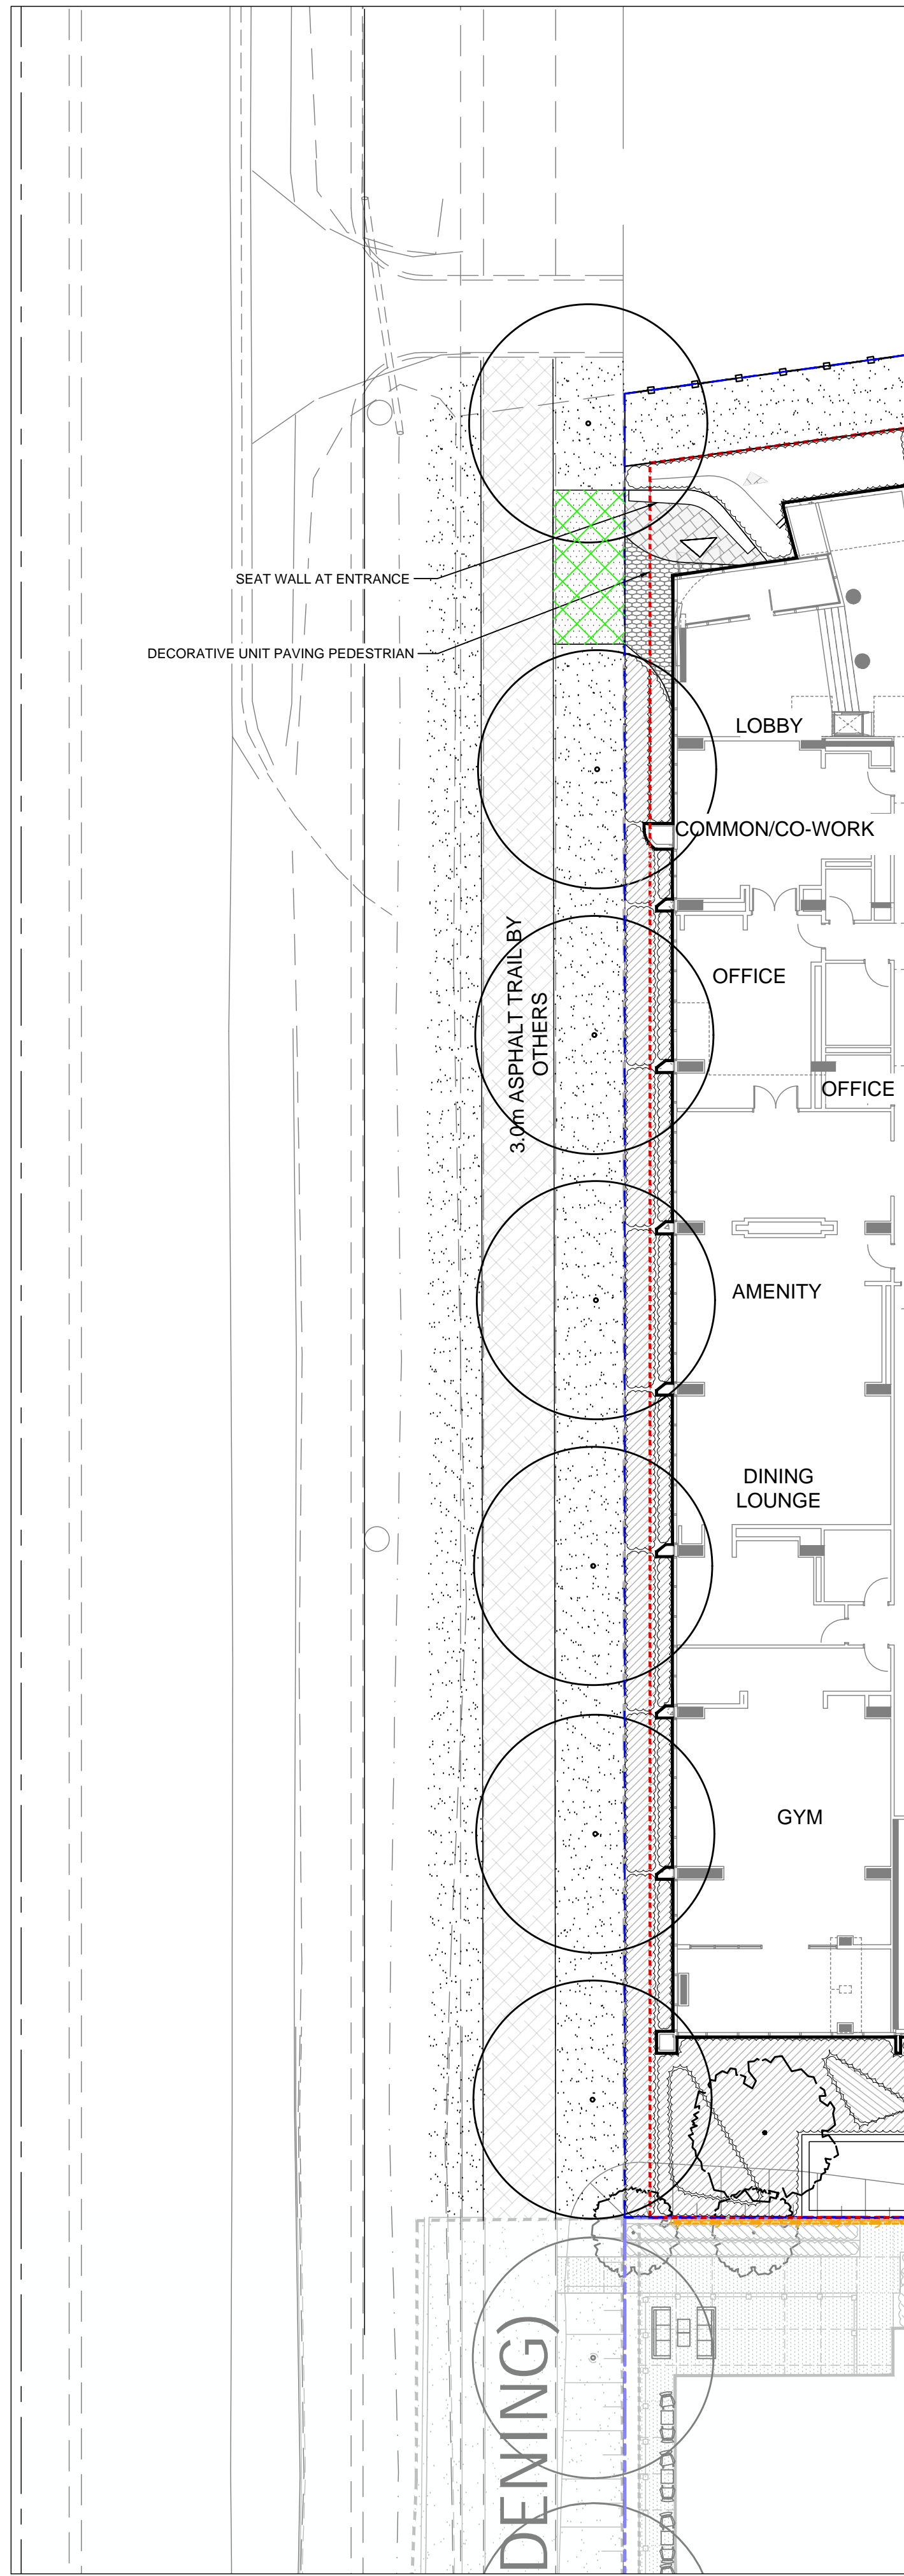 SEAT WALL AT ENTRANCE
DECORATIVE UNIT PAVING PEDESTRIAN
LOBBY
COMMON/CO-WORK
3.0m ASPHALT TRAIL BY
OTHERS
OFFICE
OFFICE
AMENITY
DINING
LOUNGE
GYM
DENING)